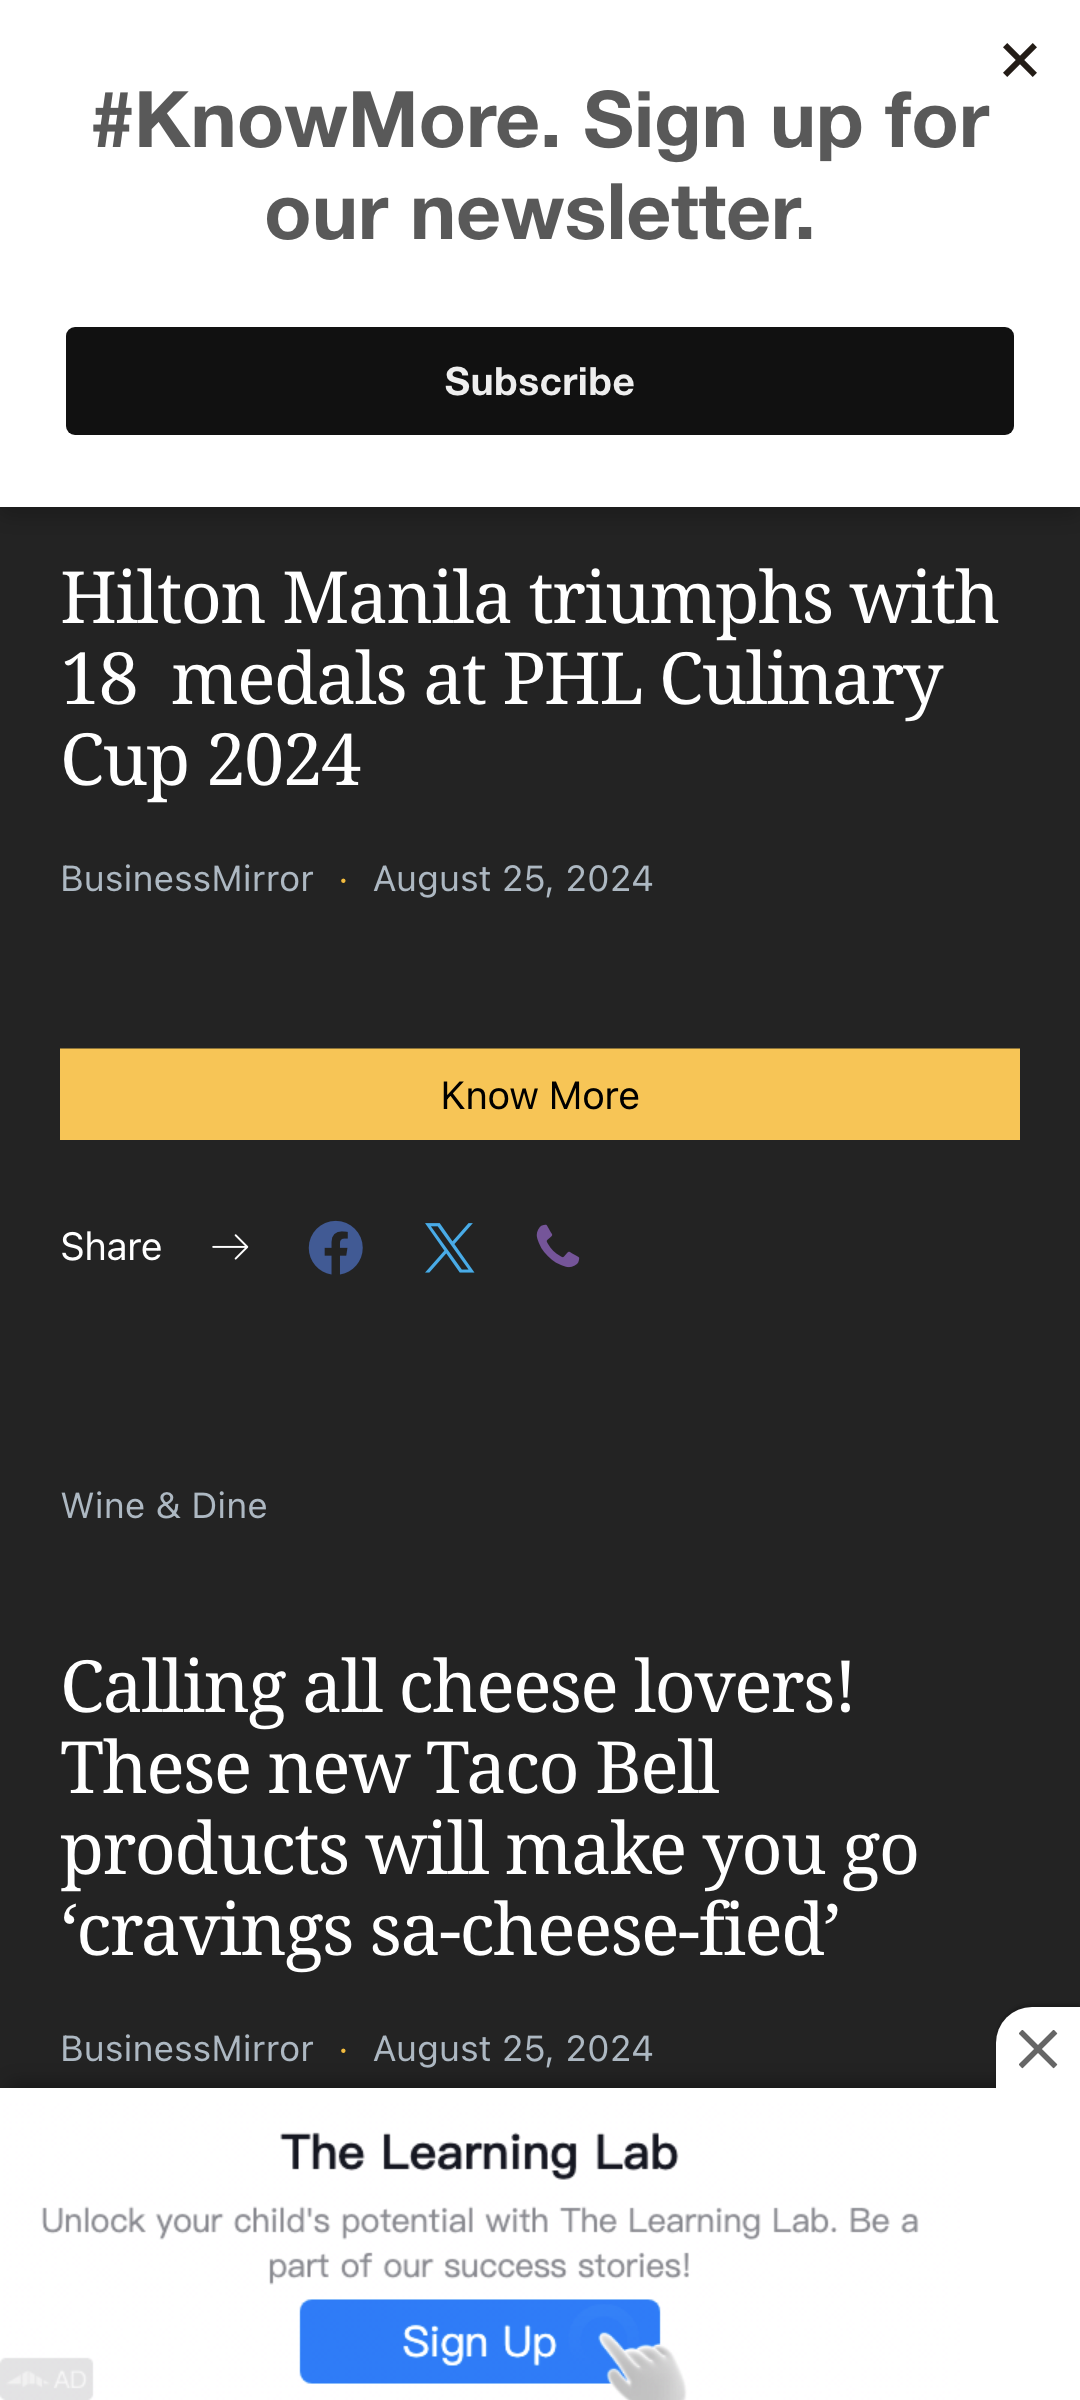 #KnowMore. Sign up for
our newsletter.
Subscribe
Hilton Manila triumphs with
18  medals at PHL Culinary
Cup 2024
BusinessMirror · August 25, 2024
Know More
Share →
Wine & Dine
Calling all cheese lovers!
These new Taco Bell
products will make you go
‘cravings sa-cheese-fied’
BusinessMirror · August 25, 2024
The Learning Lab
Unlock your child's potential with The Learning Lab. Be a
part of our success stories!
Sign Up
AD